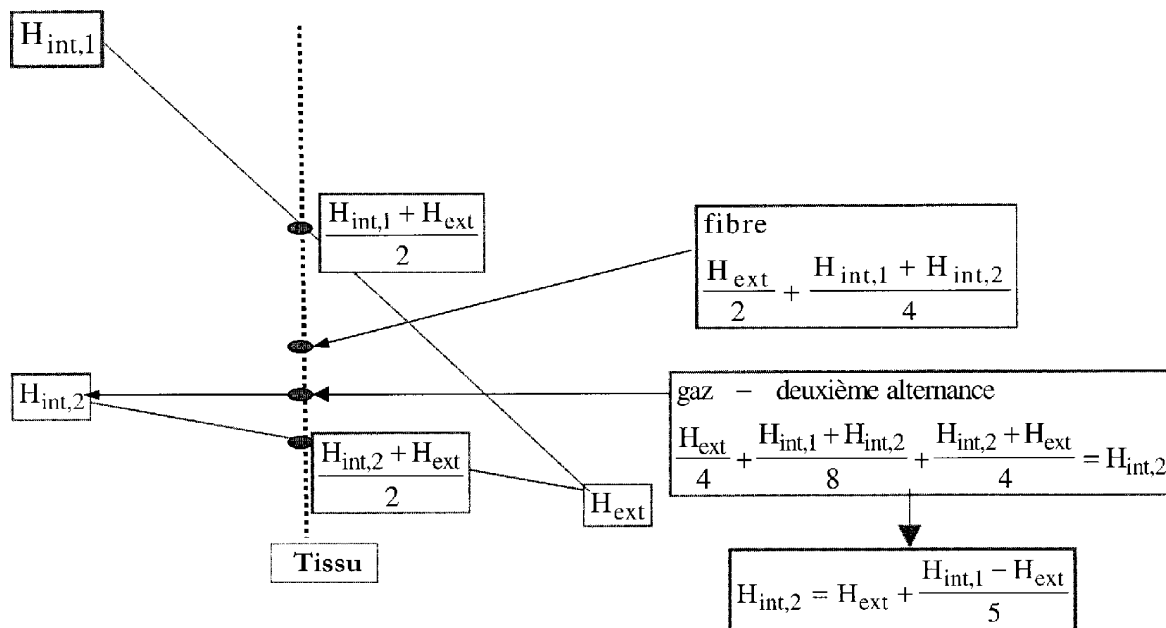 H_int,1
(H_int,1 + H_ext)/2
fibre
H_ext/2 + (H_int,1 + H_int,2)/4
H_int,2
gaz – deuxième alternance
H_ext/4 + (H_int,1 + H_int,2)/8 + (H_int,2 + H_ext)/4 = H_int,2
(H_int,2 + H_ext)/2
H_ext
Tissu
H_int,2 = H_ext + (H_int,1 − H_ext)/5